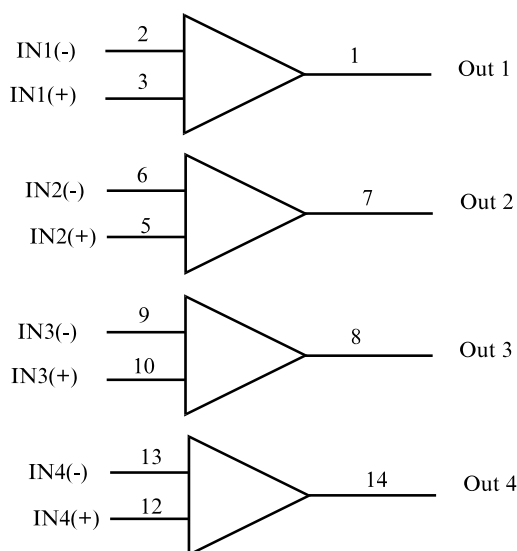 IN1(-) 2 1 Out 1
IN1(+) 3
IN2(-) 6 7 Out 2
IN2(+) 5
IN3(-) 9 8 Out 3
IN3(+) 10
IN4(-) 13 14 Out 4
IN4(+) 12